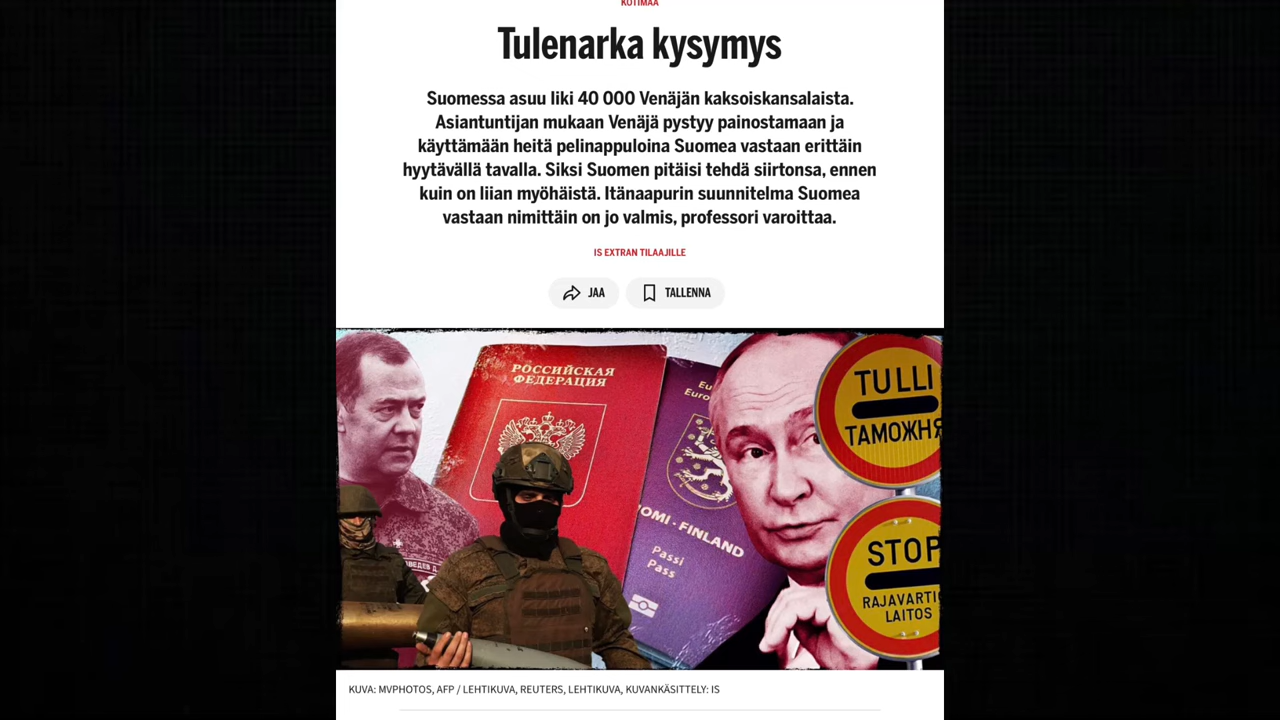 KOTIMAA
Tulenarka kysymys
Suomessa asuu liki 40 000 Venäjän kaksoiskansalaista.
Asiantuntijan mukaan Venäjä pystyy painostamaan ja
käyttämään heitä pelinappuloina Suomea vastaan erittäin
hyytävällä tavalla. Siksi Suomen pitäisi tehdä siirtonsa, ennen
kuin on liian myöhäistä. Itänaapurin suunnitelma Suomea
vastaan nimittäin on jo valmis, professori varoittaa.
IS EXTRAN TILAAJILLE
JAA
TALLENNA
РОССИЙСКАЯ
ФЕДЕРАЦИЯ
Eu
Euro
OMI - FINLAND
Passi
Pass
TULLI
ТАМОЖНЯ
STOP
RAJAVARTIO
LAITOS
KUVA: MVPHOTOS, AFP / LEHTIKUVA, REUTERS, LEHTIKUVA, KUVANKÄSITTELY: IS